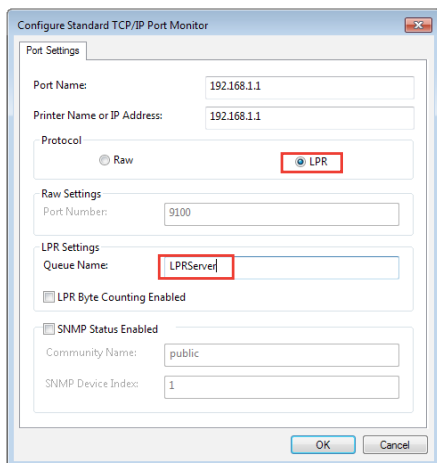 Configure Standard TCP/IP Port Monitor
Port Settings
Port Name: 192.168.1.1
Printer Name or IP Address: 192.168.1.1
Protocol
Raw LPR
Raw Settings
Port Number: 9100
LPR Settings
Queue Name: LPRServer
LPR Byte Counting Enabled
SNMP Status Enabled
Community Name: public
SNMP Device Index: 1
OK Cancel